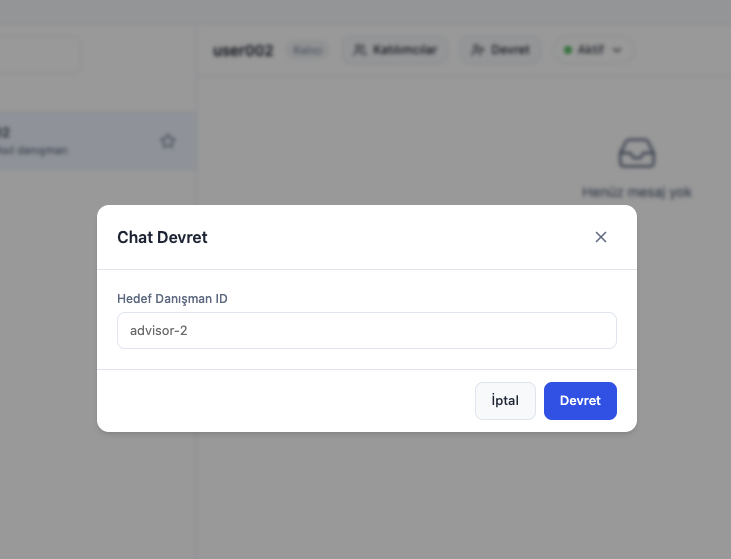 user002
Katılımcılar
Devret
Aktif
Henüz mesaj yok
Chat Devret
Hedef Danışman ID
advisor-2
İptal
Devret